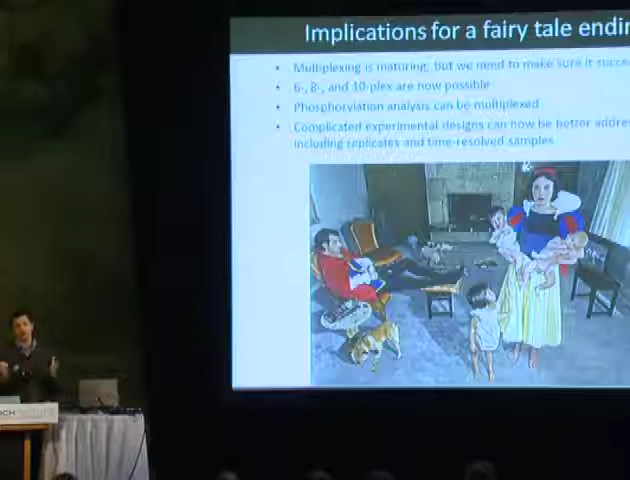 Implications for a fairy tale endin
Multiplexing is maturing, but we need to make sure it succe
6-, 8-, and 10-plex are now possible
Phosphorylation analysis can be multiplexed
Complicated experimental designs can now be better addre
including replicates and time-resolved samples